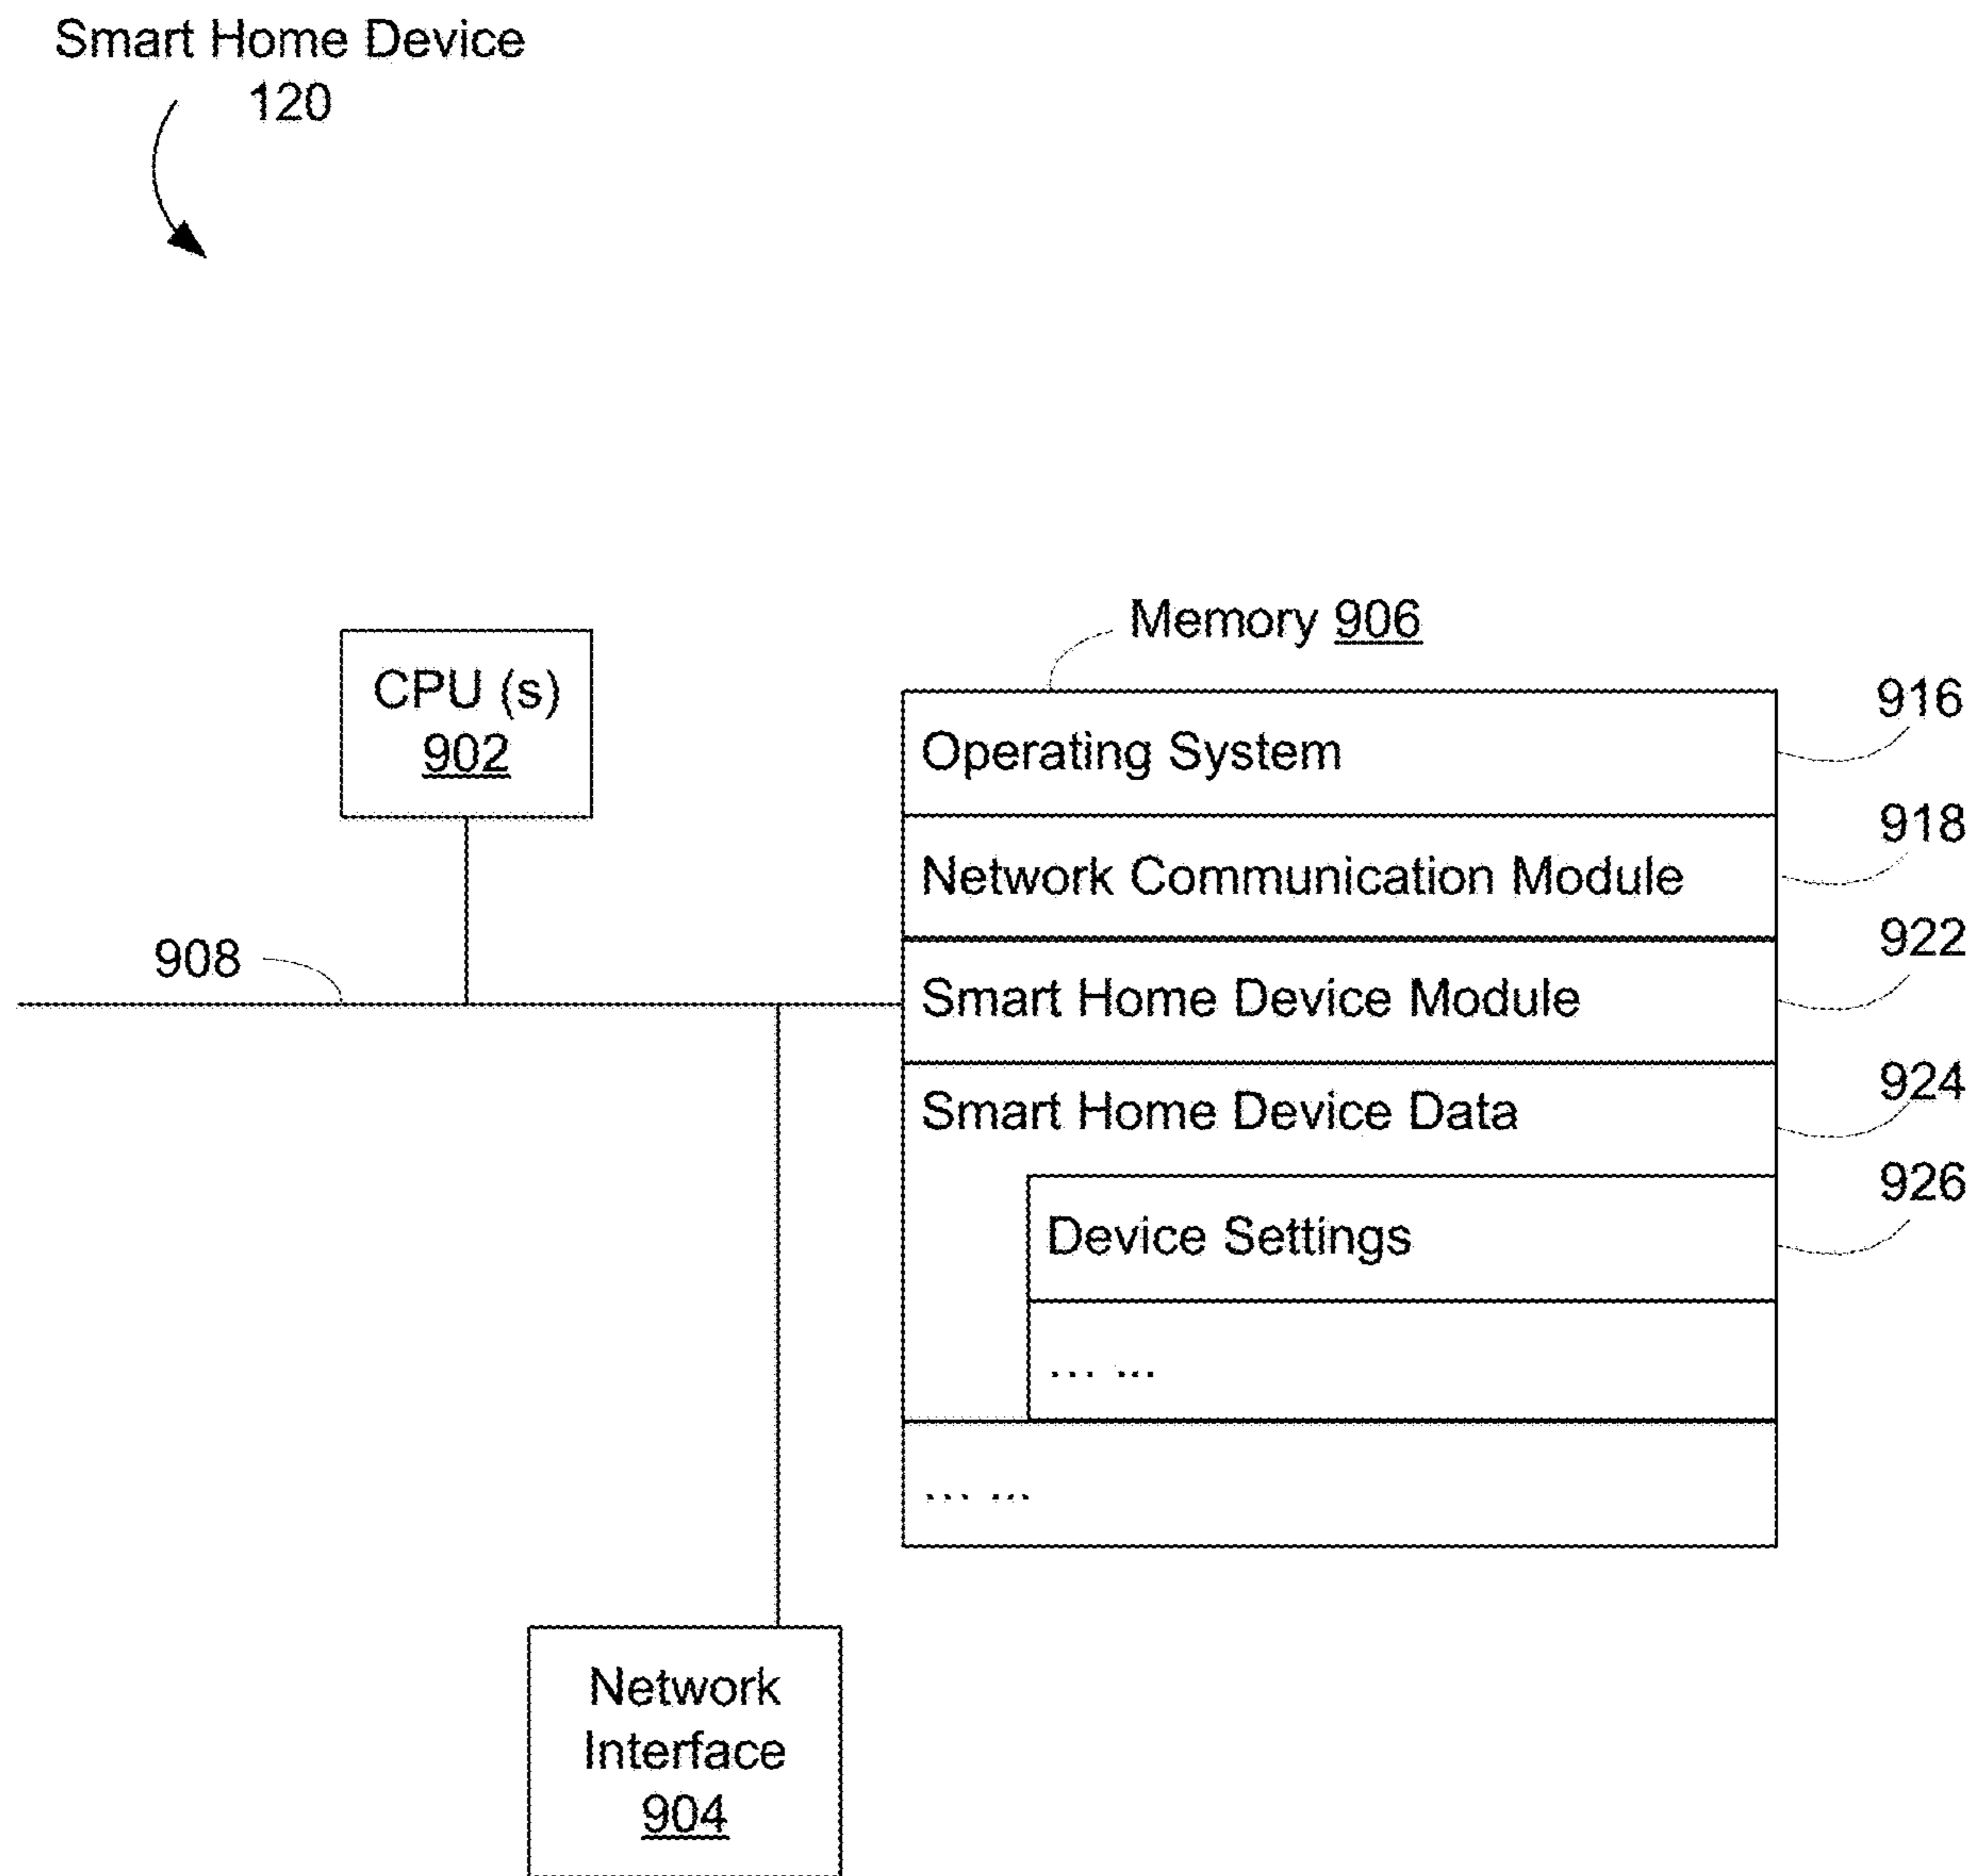 Smart Home Device
120
Memory 906
CPU (s)
902
Operating System
916
Network Communication Module
918
908
Smart Home Device Module
922
Smart Home Device Data
924
Device Settings
926
... ...
... ...
Network
Interface
904